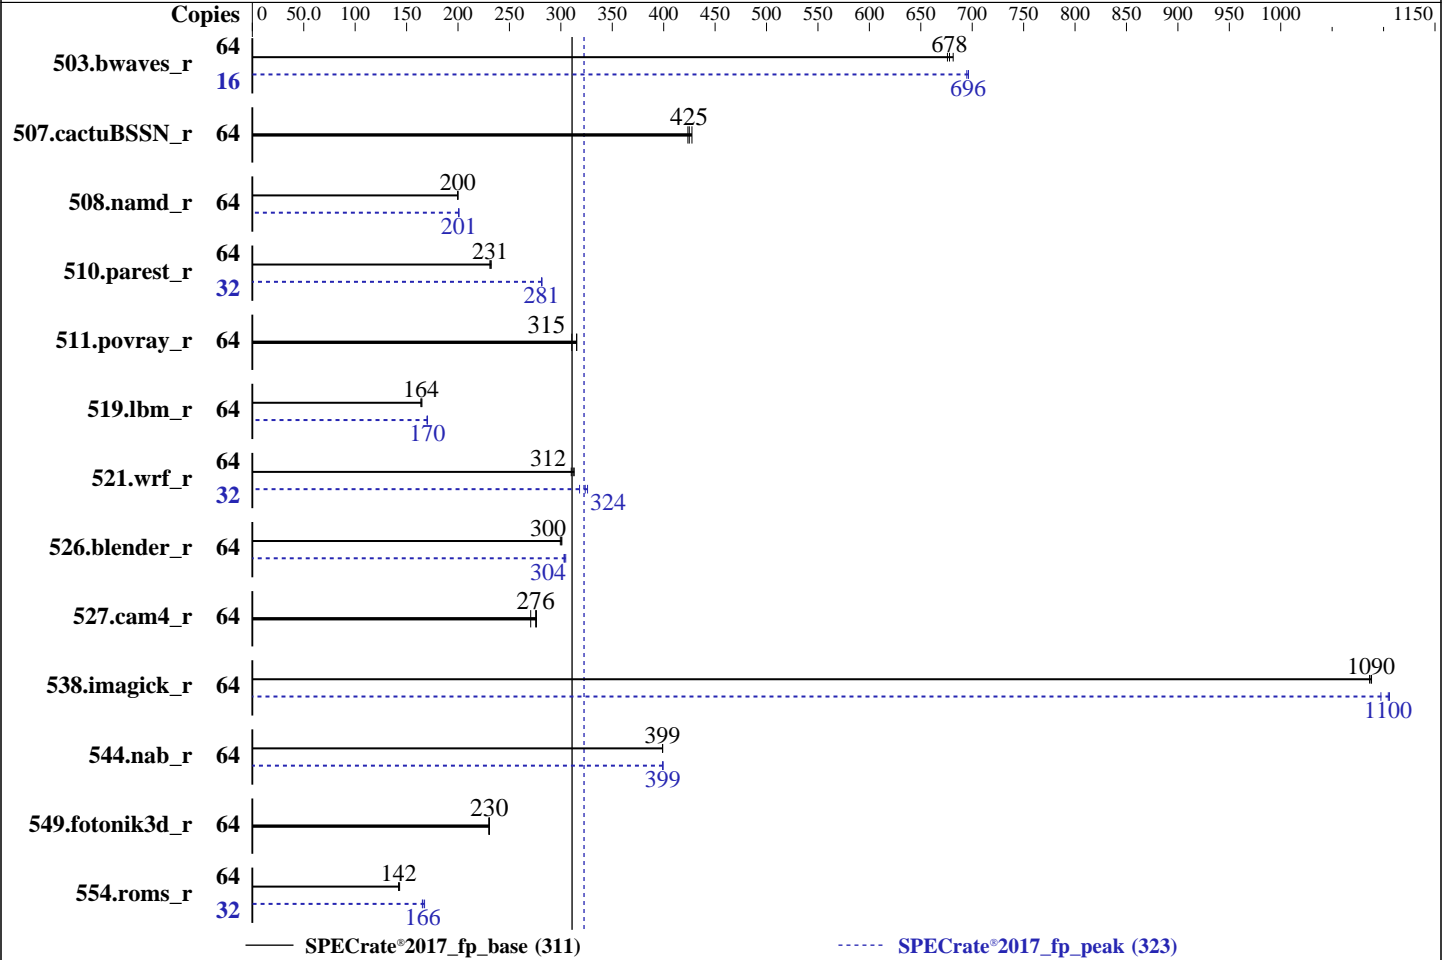 Copies 0 50.0 100 150 200 250 300 350 400 450 500 550 600 650 700 750 800 850 900 950 1000 1150
503.bwaves_r 64 678
16 696
507.cactuBSSN_r 64 425
508.namd_r 64 200
201
510.parest_r 64 231
32 281
511.povray_r 64 315
519.lbm_r 64 164
170
521.wrf_r 64 312
32 324
526.blender_r 64 300
304
527.cam4_r 64 276
538.imagick_r 64 1090
1100
544.nab_r 64 399
399
549.fotonik3d_r 64 230
554.roms_r 64 142
32 166
SPECrate®2017_fp_base (311) SPECrate®2017_fp_peak (323)